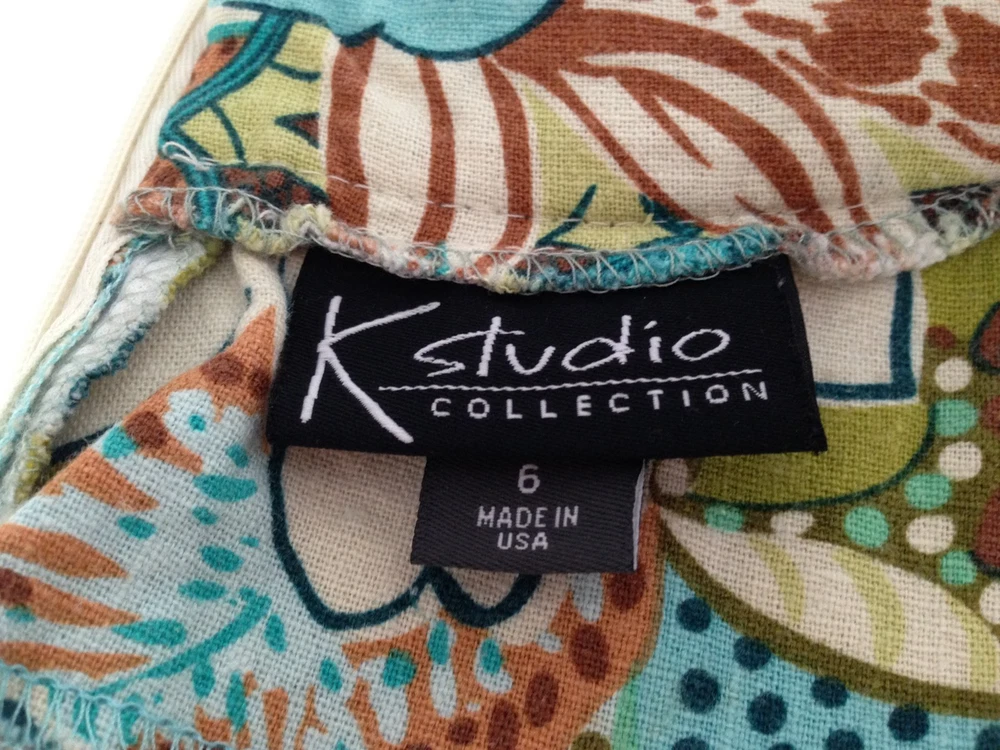 K studio
COLLECTION
6
MADE IN
USA